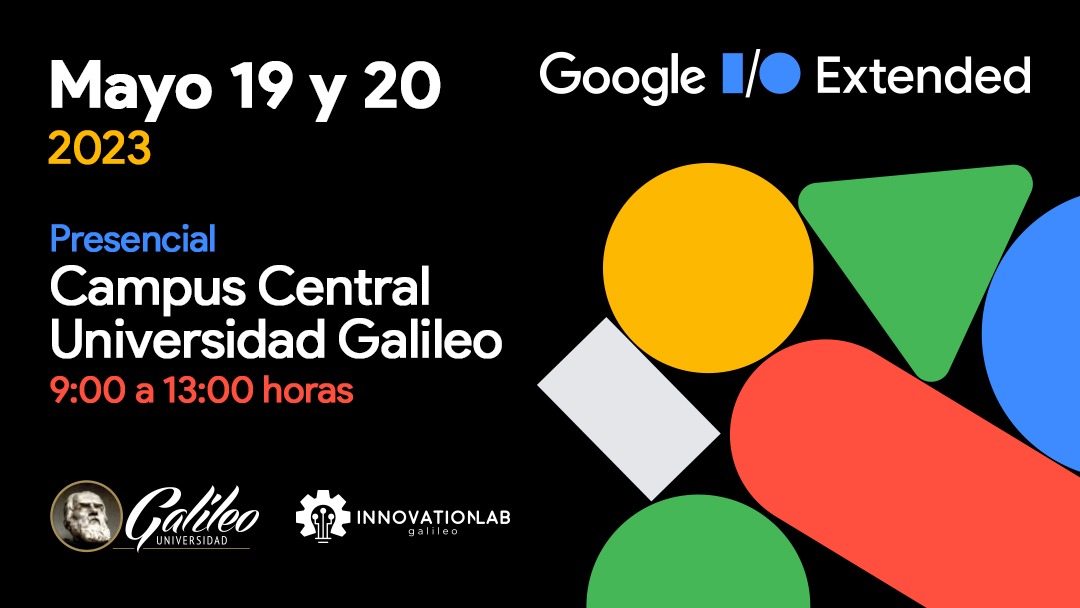 Mayo 19 y 20
2023
Google I/O Extended
Presencial
Campus Central
Universidad Galileo
9:00 a 13:00 horas
Galileo
UNIVERSIDAD
INNOVATIONLAB
galileo